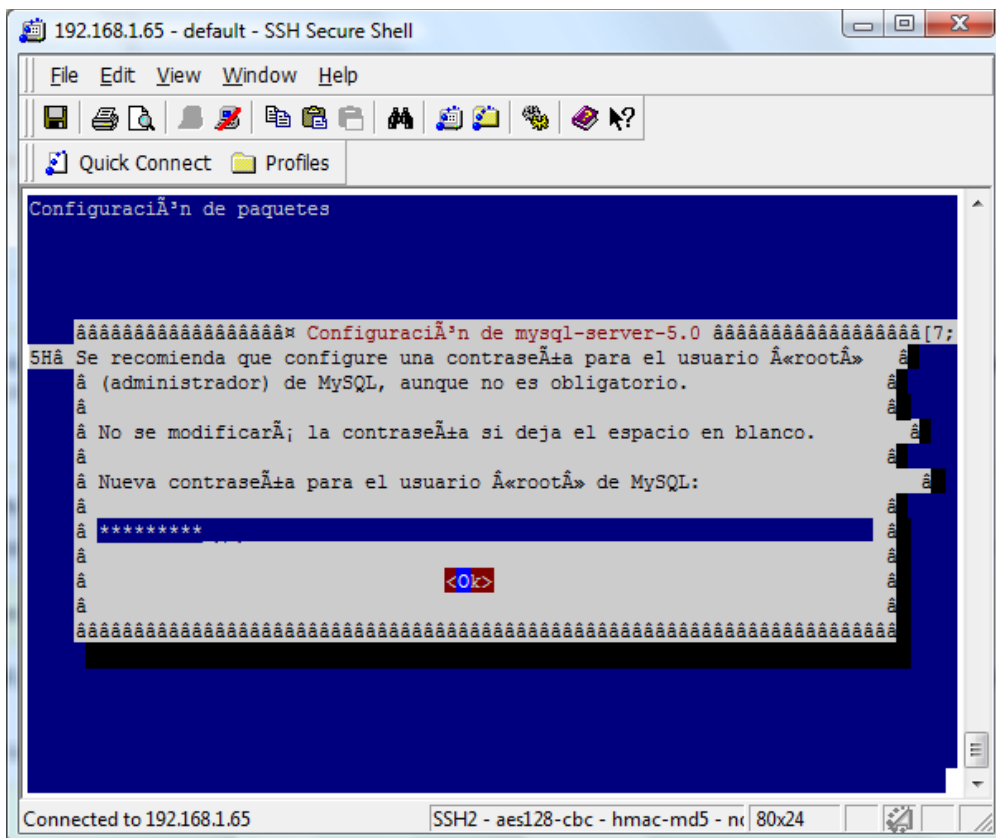 192.168.1.65 - default - SSH Secure Shell
File Edit View Window Help
Quick Connect Profiles
ConfiguraciÃ³n de paquetes
âââââââââââââââââââ¤ ConfiguraciÃ³n de mysql-server-5.0 âââââââââââââââââââ[7;
5Hâ Se recomienda que configure una contraseÃ±a para el usuario Â«rootÂ» â
â (administrador) de MySQL, aunque no es obligatorio. â
â â
â No se modificarÃ¡ la contraseÃ±a si deja el espacio en blanco. â
â â
â Nueva contraseÃ±a para el usuario Â«rootÂ» de MySQL: â
â â
â ********* â
â â
â <Ok> â
â â
ââââââââââââââââââââââââââââââââââââââââââââââââââââââââââââââââââââââ
Connected to 192.168.1.65 SSH2 - aes128-cbc - hmac-md5 - nc 80x24